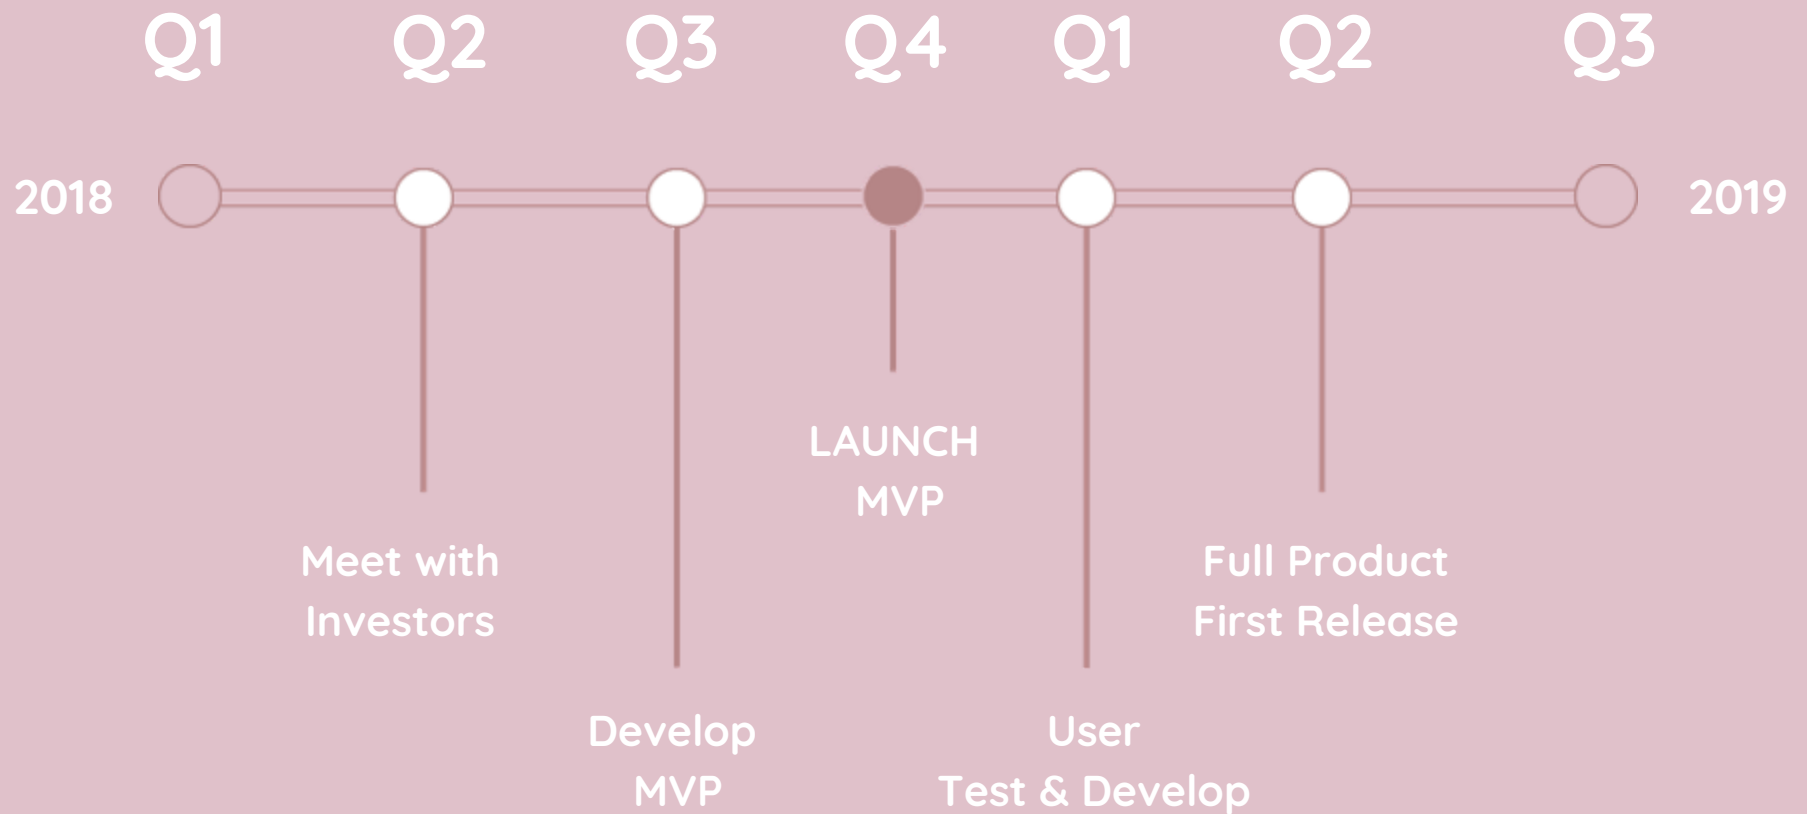 Q1 Q2 Q3 Q4 Q1 Q2 Q3
2018 2019
LAUNCH
MVP
Meet with
Investors
Full Product
First Release
Develop
MVP
User
Test & Develop